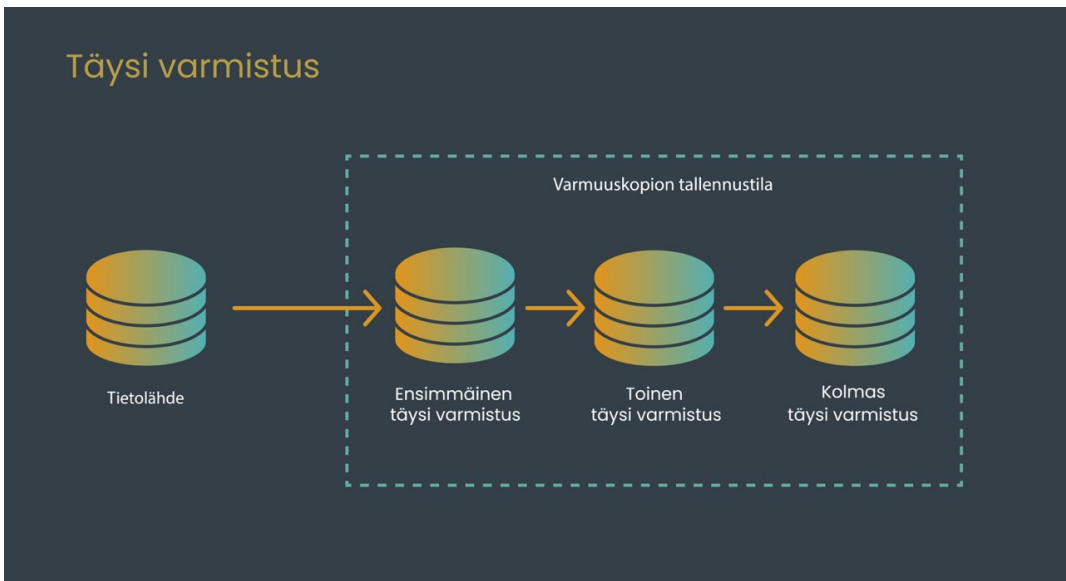 Täysi varmistus
Varmuuskopion tallennustila
Tietolähde
Ensimmäinen
täysi varmistus
Toinen
täysi varmistus
Kolmas
täysi varmistus